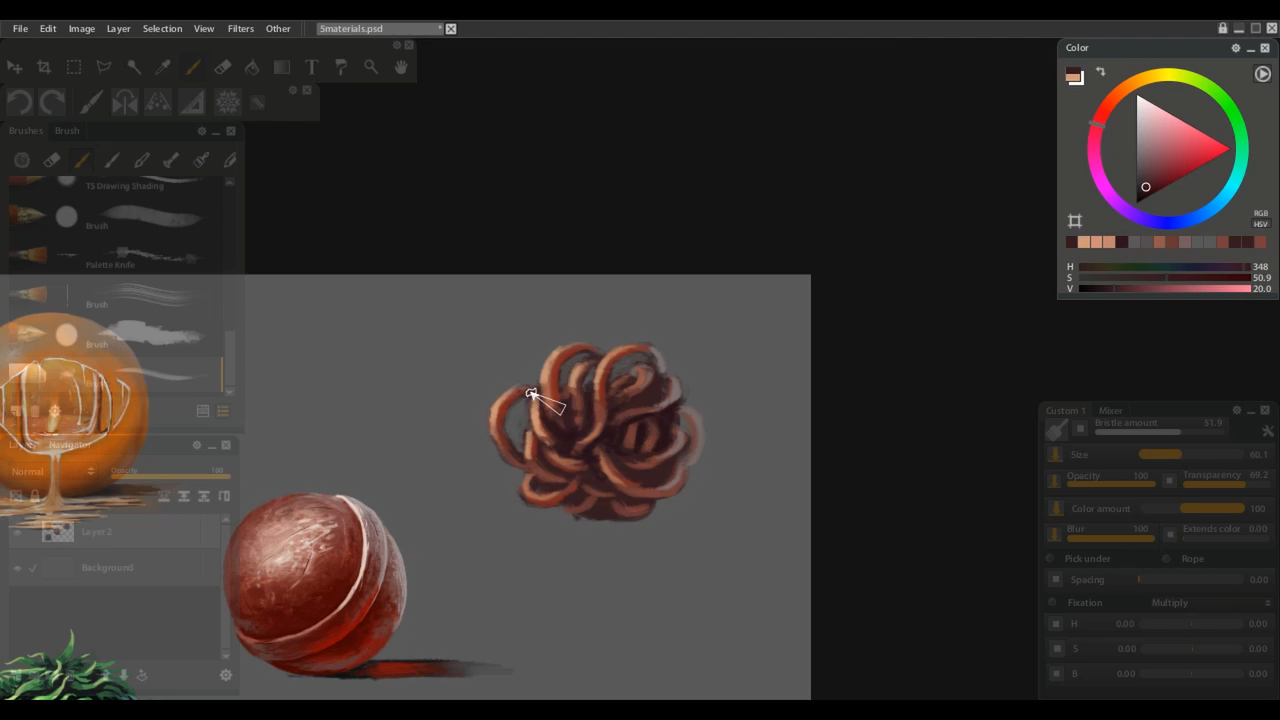 File Edit Image Layer Selection View Filters Other 5materials.psd *
Color
Brushes Brush
TS Drawing Shading
Brush
Palette Knife
Brush
Brush
RGB
HSV
H 348
S 50.9
V 20.0
Navigator
Normal Opacity 100
Layer 2
Background
Custom 1 Mixer
Bristle amount 51.9
Size 60.1
Opacity 100 Transparency 69.2
Color amount 100
Blur 100 Extends color 0.00
Pick under Rope
Spacing 0.00
Fixation Multiply
H 0.00 0.00
S 0.00 0.00
B 0.00 0.00